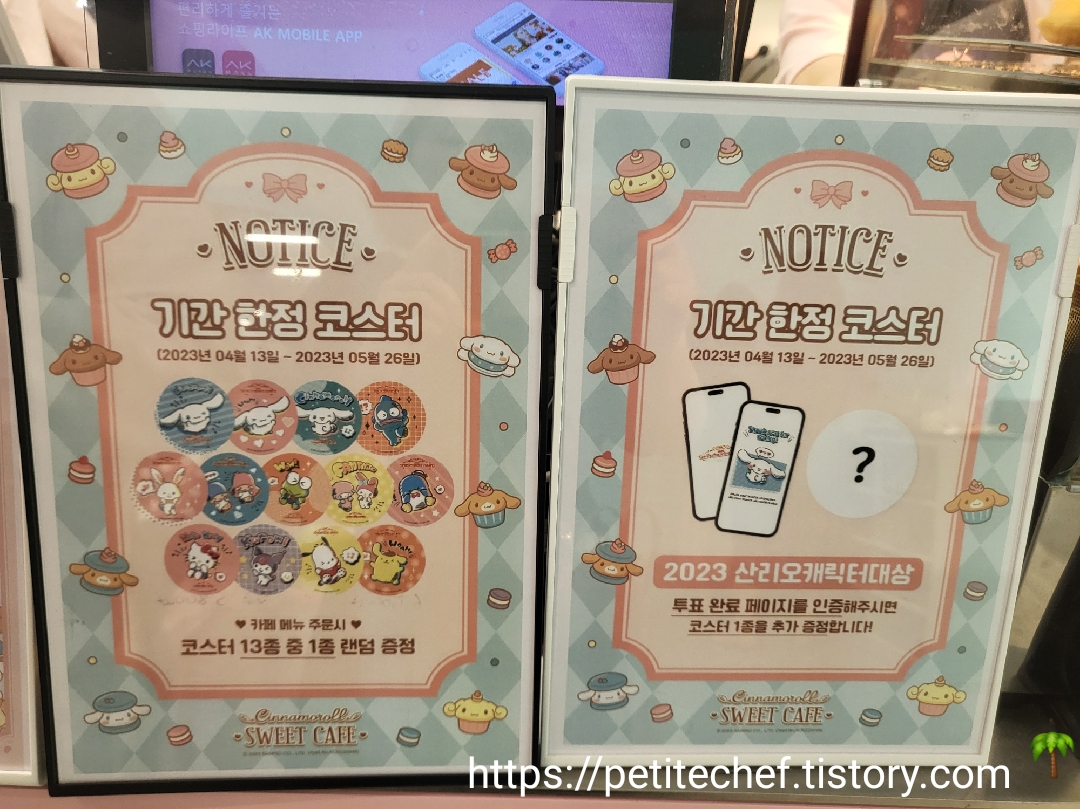 편리하게 즐기는
쇼핑라이프 AK MOBILE APP
AK AK
NOTICE
기간 한정 코스터
(2023년 04월 13일 - 2023년 05월 26일)
♥ 카페 메뉴 주문시 ♥
코스터 13종 중 1종 랜덤 증정
Cinnamoroll
SWEET CAFE
NOTICE
기간 한정 코스터
(2023년 04월 13일 - 2023년 05월 26일)
?
2023 산리오캐릭터대상
투표 완료 페이지를 인증해주시면
코스터 1종을 추가 증정합니다!
Cinnamoroll
SWEET CAFE
https://petitechef.tistory.com